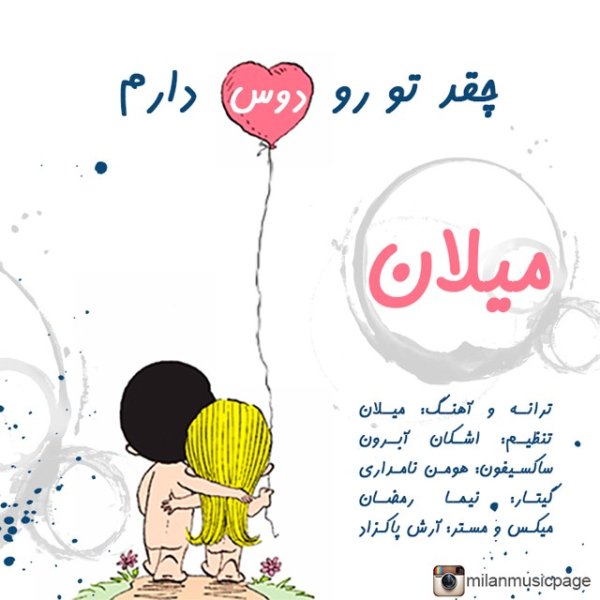 چقدر تو رو دوس دارم
میلان
ترانه و آهنگ: میلان
تنظیم: اشکان آبرون
ساکسیفون: هومن نامداری
گیتار: نیما رمضان
میکس و مستر: آرش پاکزاد
milanmusicpage